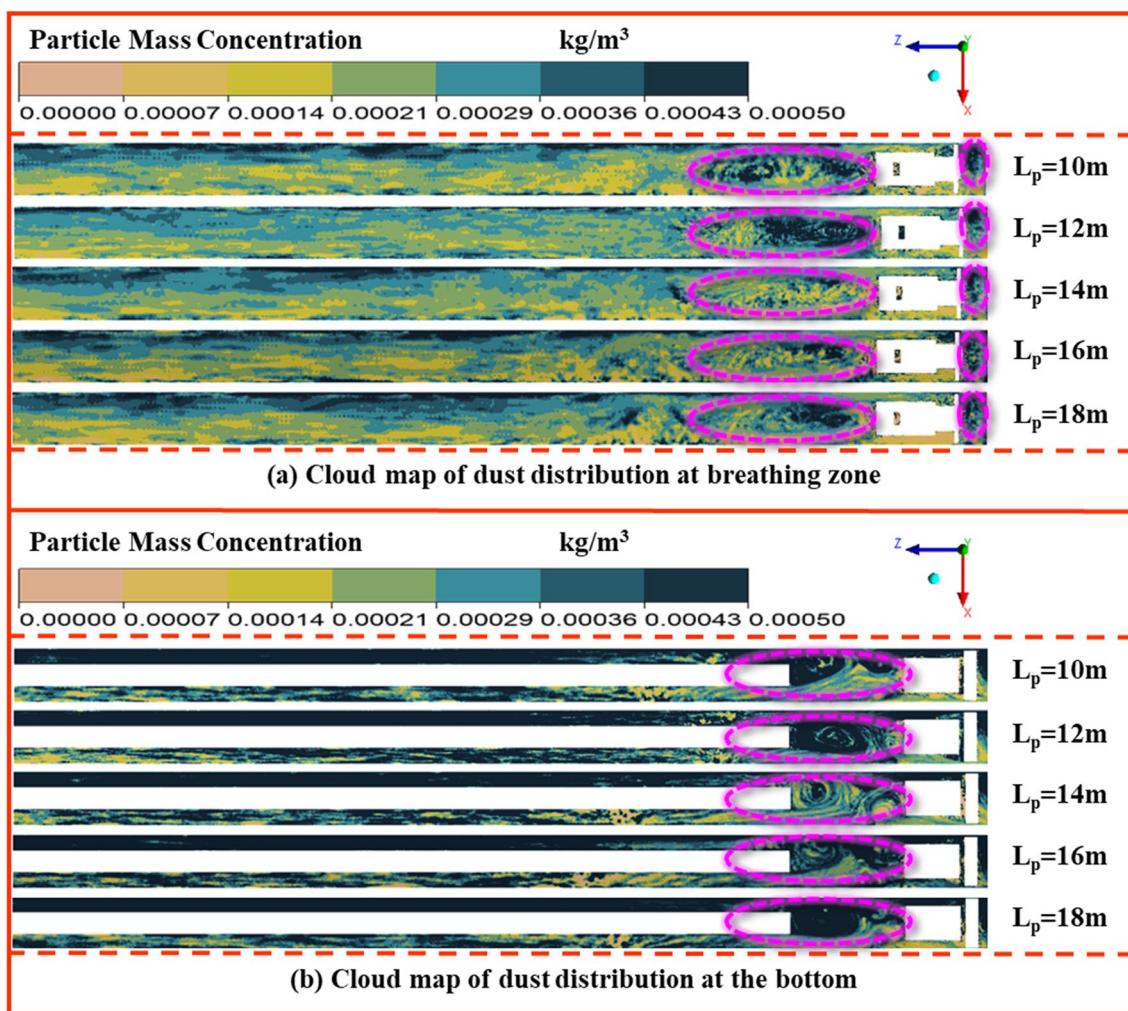 Particle Mass Concentration kg/m³
Z Y X
0.00000 0.00007 0.00014 0.00021 0.00029 0.00036 0.00043 0.00050
Lₚ=10m
Lₚ=12m
Lₚ=14m
Lₚ=16m
Lₚ=18m
(a) Cloud map of dust distribution at breathing zone
Particle Mass Concentration kg/m³
Z Y X
0.00000 0.00007 0.00014 0.00021 0.00029 0.00036 0.00043 0.00050
Lₚ=10m
Lₚ=12m
Lₚ=14m
Lₚ=16m
Lₚ=18m
(b) Cloud map of dust distribution at the bottom